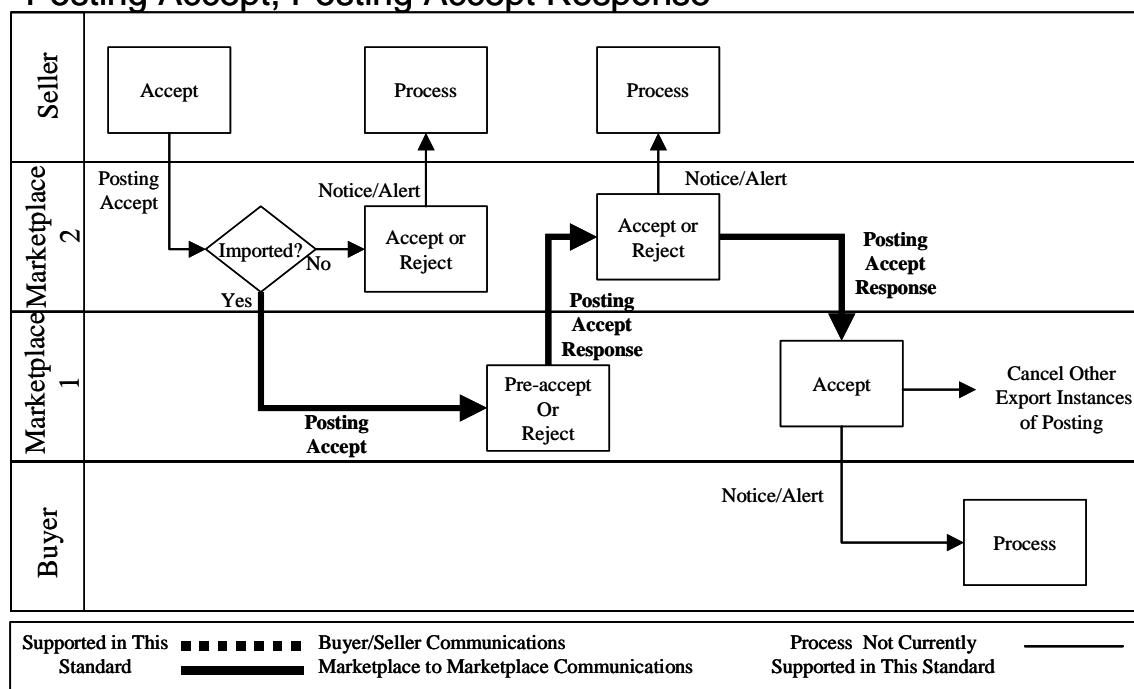 Posting Accept, Posting Accept Response
Seller
Accept
Process
Process
Marketplace
2
Posting
Accept
Imported?
No
Yes
Notice/Alert
Accept or
Reject
Notice/Alert
Accept or
Reject
Posting
Accept
Response
Marketplace
1
Posting
Accept
Pre-accept
Or
Reject
Posting
Accept
Response
Accept
Cancel Other
Export Instances
of Posting
Buyer
Notice/Alert
Process
Supported in This
Standard
Buyer/Seller Communications
Marketplace to Marketplace Communications
Process Not Currently
Supported in This Standard